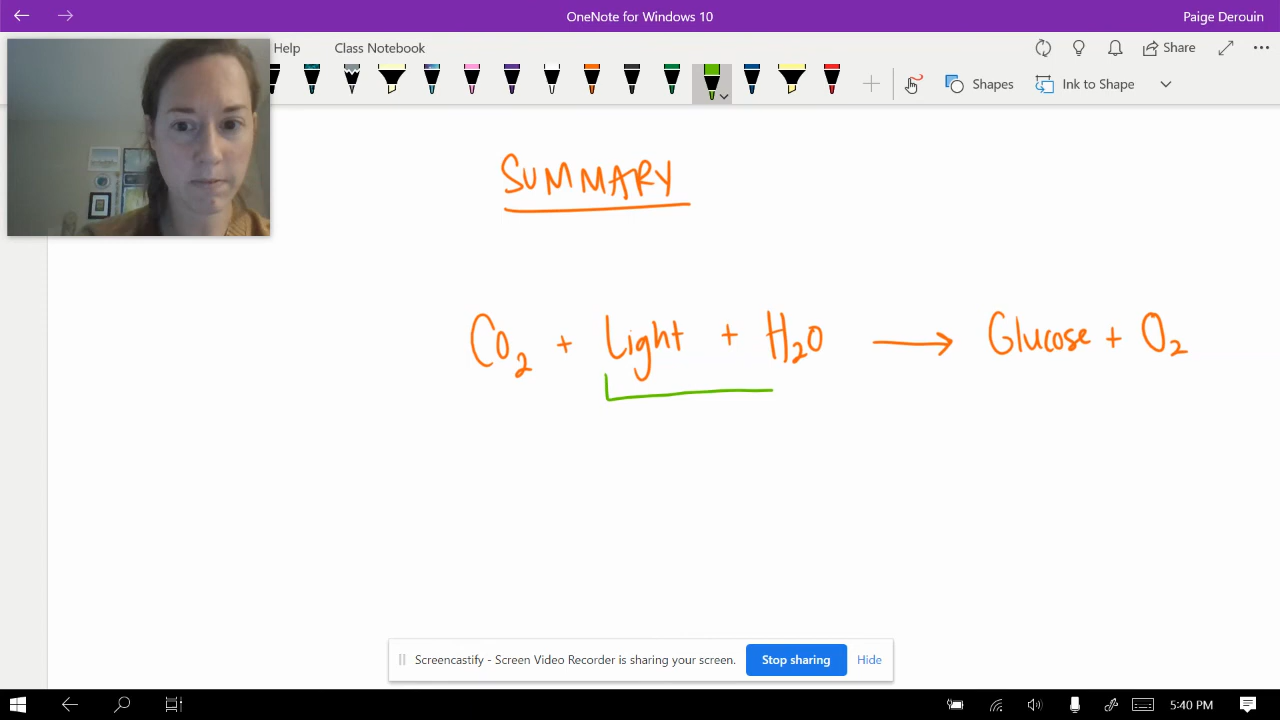 OneNote for Windows 10
Paige Derouin
Help Class Notebook
Share
Shapes
Ink to Shape
SUMMARY
CO2 + Light + H2O → Glucose + O2
Screencastify - Screen Video Recorder is sharing your screen.
Stop sharing
Hide
5:40 PM